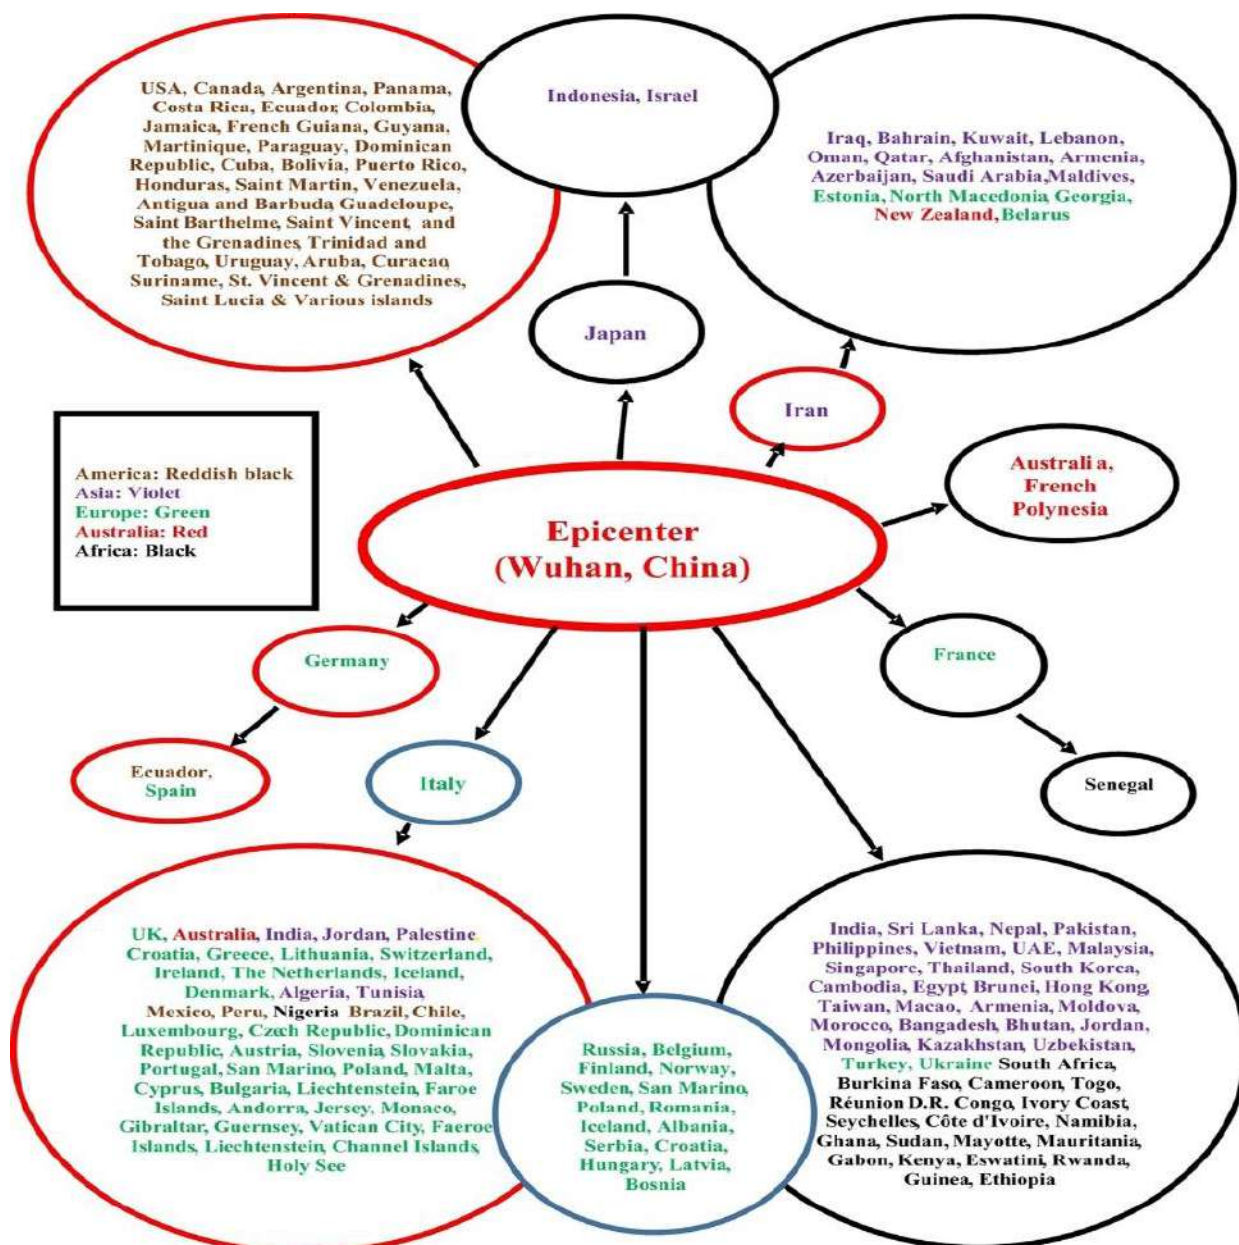 USA, Canada, Argentina, Panama,
Costa Rica, Ecuador, Colombia,
Jamaica, French Guiana, Guyana,
Martinique, Paraguay, Dominican
Republic, Cuba, Bolivia, Puerto Rico,
Honduras, Saint Martin, Venezuela,
Antigua and Barbuda, Guadeloupe,
Saint Barthelme, Saint Vincent, and
the Grenadines, Trinidad and
Tobago, Uruguay, Aruba, Curacao,
Suriname, St. Vincent & Grenadines,
Saint Lucia & Various islands
Indonesia, Israel
Iraq, Bahrain, Kuwait, Lebanon,
Oman, Qatar, Afghanistan, Armenia,
Azerbaijan, Saudi Arabia,Maldives,
Estonia, North Macedonia, Georgia,
New Zealand, Belarus
Japan
Iran
America: Reddish black
Asia: Violet
Europe: Green
Australia: Red
Africa: Black
Epicenter
(Wuhan, China)
Australia,
French
Polynesia
Germany
France
Ecuador,
Spain
Italy
Senegal
UK, Australia, India, Jordan, Palestine,
Croatia, Greece, Lithuania, Switzerland,
Ireland, The Netherlands, Iceland,
Denmark, Algeria, Tunisia,
Mexico, Peru, Nigeria Brazil, Chile,
Luxembourg, Czech Republic, Dominican
Republic, Austria, Slovenia, Slovakia,
Portugal, San Marino, Poland, Malta,
Cyprus, Bulgaria, Liechtenstein, Faroe
Islands, Andorra, Jersey, Monaco,
Gibraltar, Guernsey, Vatican City, Faeroe
Islands, Liechtenstein, Channel Islands,
Holy See
Russia, Belgium,
Finland, Norway,
Sweden, San Marino,
Poland, Romania,
Iceland, Albania,
Serbia, Croatia,
Hungary, Latvia,
Bosnia
India, Sri Lanka, Nepal, Pakistan,
Philippines, Vietnam, UAE, Malaysia,
Singapore, Thailand, South Korea,
Cambodia, Egypt, Brunei, Hong Kong,
Taiwan, Macao, Armenia, Moldova,
Morocco, Bangadesh, Bhutan, Jordan,
Mongolia, Kazakhstan, Uzbekistan,
Turkey, Ukraine South Africa,
Burkina Faso, Cameroon, Togo,
Réunion D.R. Congo, Ivory Coast,
Seychelles, Côte d'Ivoire, Namibia,
Ghana, Sudan, Mayotte, Mauritania,
Gabon, Kenya, Eswatini, Rwanda,
Guinea, Ethiopia